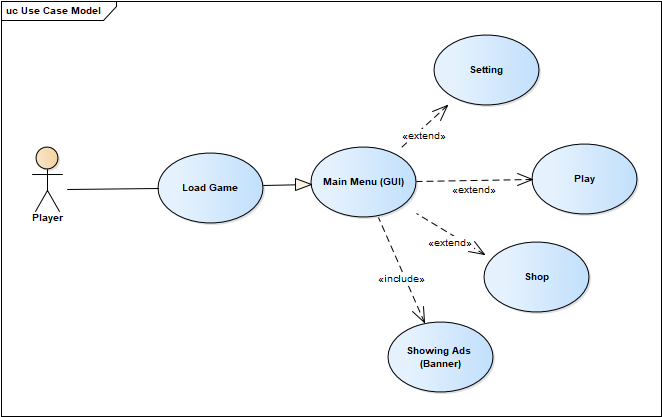 uc Use Case Model
Setting
«extend»
Main Menu (GUI)
Play
Load Game
«extend»
Player
«extend»
Shop
«include»
Showing Ads
(Banner)